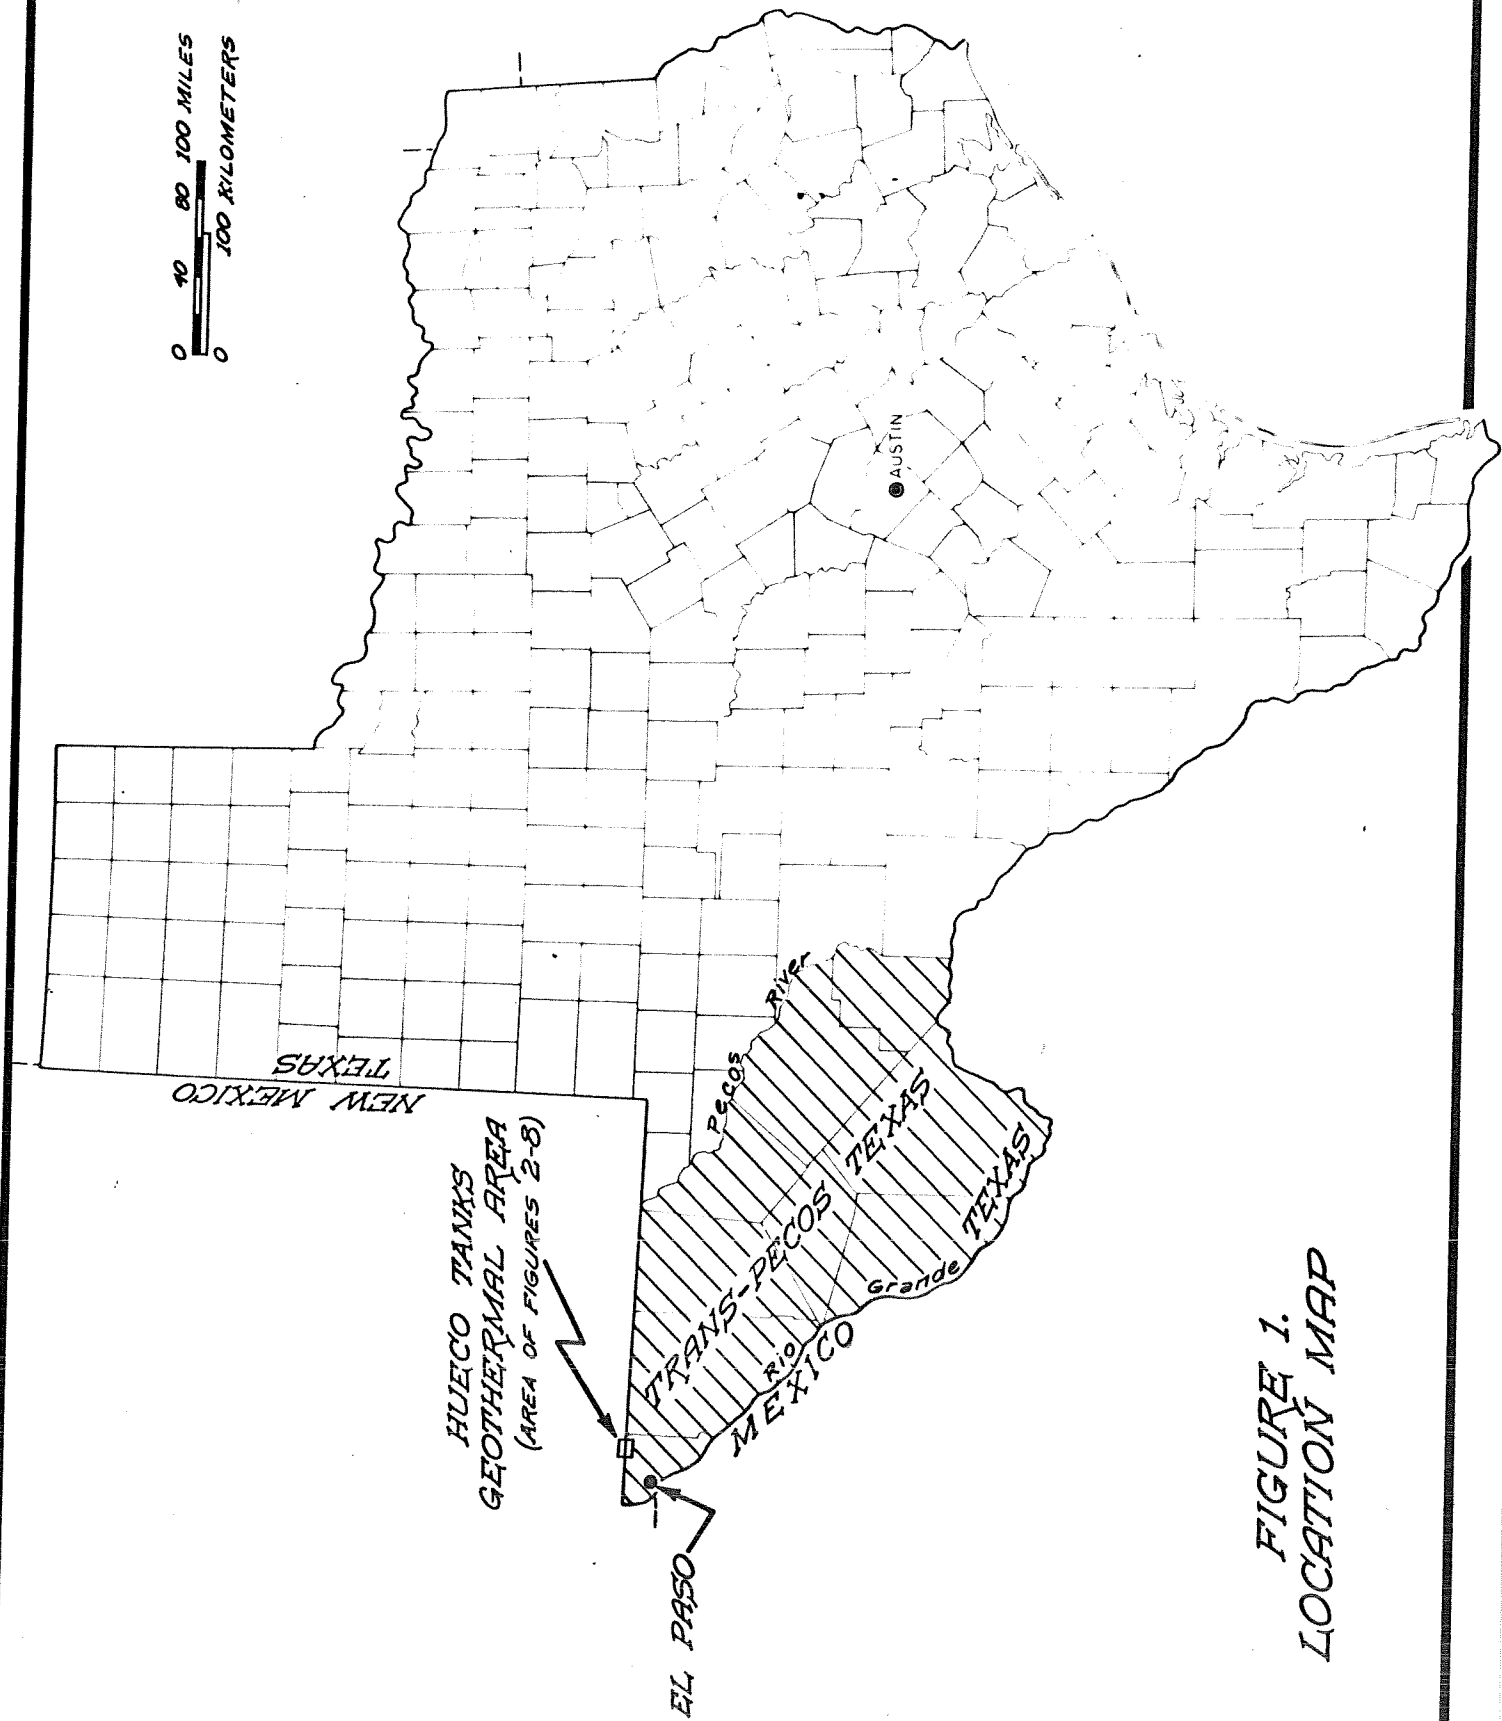 0 40 80 100 MILES
0 100 KILOMETERS
NEW MEXICO
TEXAS
HUECO TANKS
GEOTHERMAL AREA
(AREA OF FIGURES 2-8)
EL PASO
Pecos River
TRANS-PECOS TEXAS
Rio Grande
MEXICO
TEXAS
AUSTIN
FIGURE 1.
LOCATION MAP